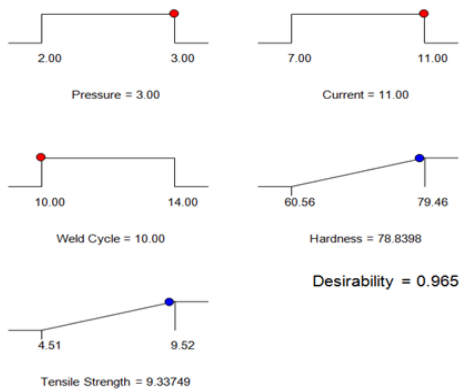 2.00 3.00
Pressure = 3.00
7.00 11.00
Current = 11.00
10.00 14.00
Weld Cycle = 10.00
60.56 79.46
Hardness = 78.8398
Desirability = 0.965
4.51 9.52
Tensile Strength = 9.33749